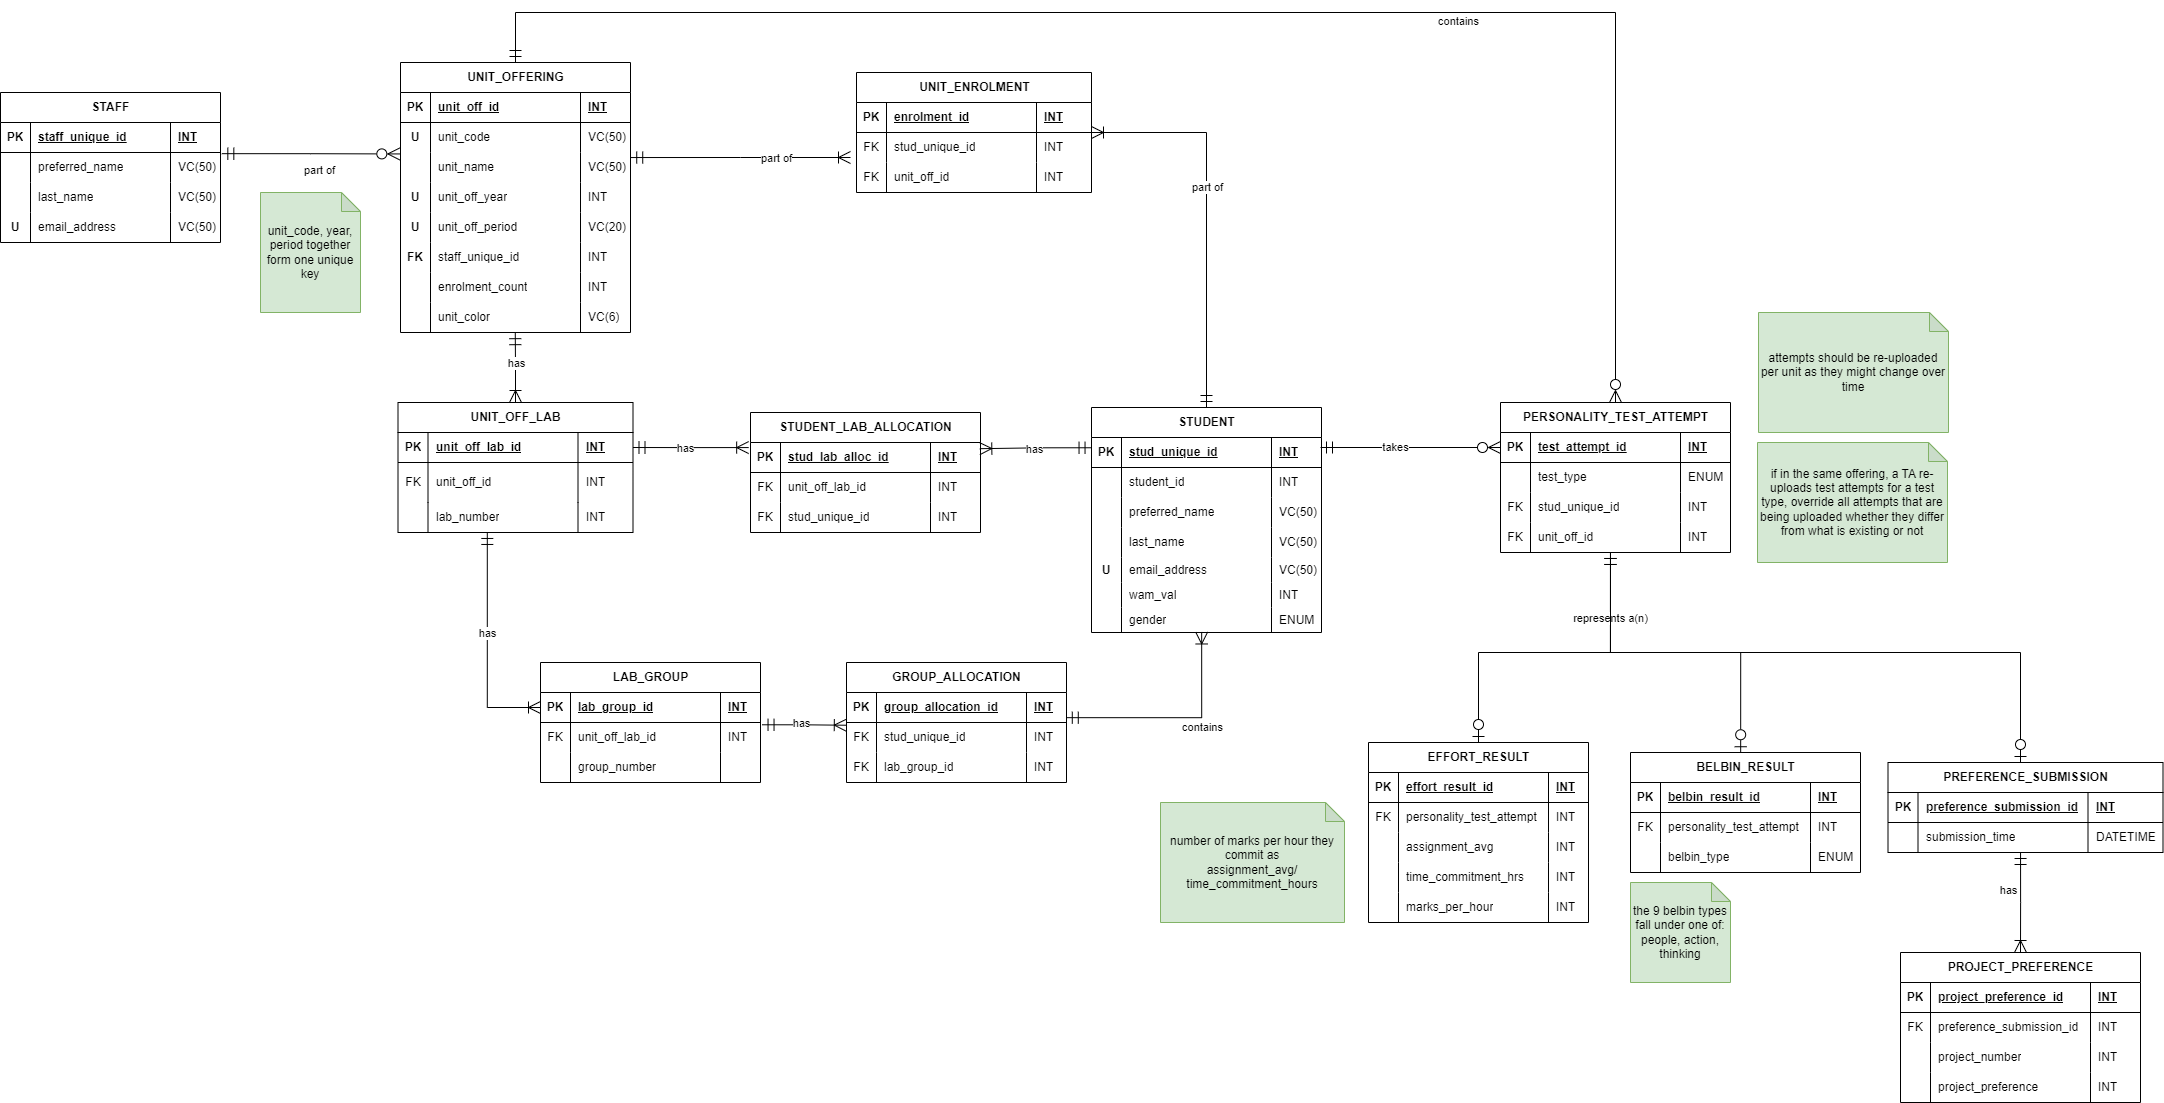 contains
STAFF
PK staff_unique_id INT
preferred_name VC(50)
last_name VC(50)
U email_address VC(50)
part of
unit_code, year,
period together
form one unique
key
UNIT_OFFERING
PK unit_off_id INT
U unit_code VC(50)
unit_name VC(50)
U unit_off_year INT
U unit_off_period VC(20)
FK staff_unique_id INT
enrolment_count INT
unit_color VC(6)
part of
UNIT_ENROLMENT
PK enrolment_id INT
FK stud_unique_id INT
FK unit_off_id INT
part of
has
UNIT_OFF_LAB
PK unit_off_lab_id INT
FK unit_off_id INT
lab_number INT
has
STUDENT_LAB_ALLOCATION
PK stud_lab_alloc_id INT
FK unit_off_lab_id INT
FK stud_unique_id INT
has
STUDENT
PK stud_unique_id INT
student_id INT
preferred_name VC(50)
last_name VC(50)
U email_address VC(50)
wam_val INT
gender ENUM
takes
PERSONALITY_TEST_ATTEMPT
PK test_attempt_id INT
test_type ENUM
FK stud_unique_id INT
FK unit_off_id INT
attempts should be re-uploaded
per unit as they might change over
time
if in the same offering, a TA re-
uploads test attempts for a test
type, override all attempts that are
being uploaded whether they differ
from what is existing or not
has
LAB_GROUP
PK lab_group_id INT
FK unit_off_lab_id INT
group_number
has
GROUP_ALLOCATION
PK group_allocation_id INT
FK stud_unique_id INT
FK lab_group_id INT
contains
represents a(n)
number of marks per hour they
commit as
assignment_avg/
time_commitment_hours
EFFORT_RESULT
PK effort_result_id INT
FK personality_test_attempt INT
assignment_avg INT
time_commitment_hrs INT
marks_per_hour INT
BELBIN_RESULT
PK belbin_result_id INT
FK personality_test_attempt INT
belbin_type ENUM
the 9 belbin types
fall under one of:
people, action,
thinking
PREFERENCE_SUBMISSION
PK preference_submission_id INT
submission_time DATETIME
has
PROJECT_PREFERENCE
PK project_preference_id INT
FK preference_submission_id INT
project_number INT
project_preference INT